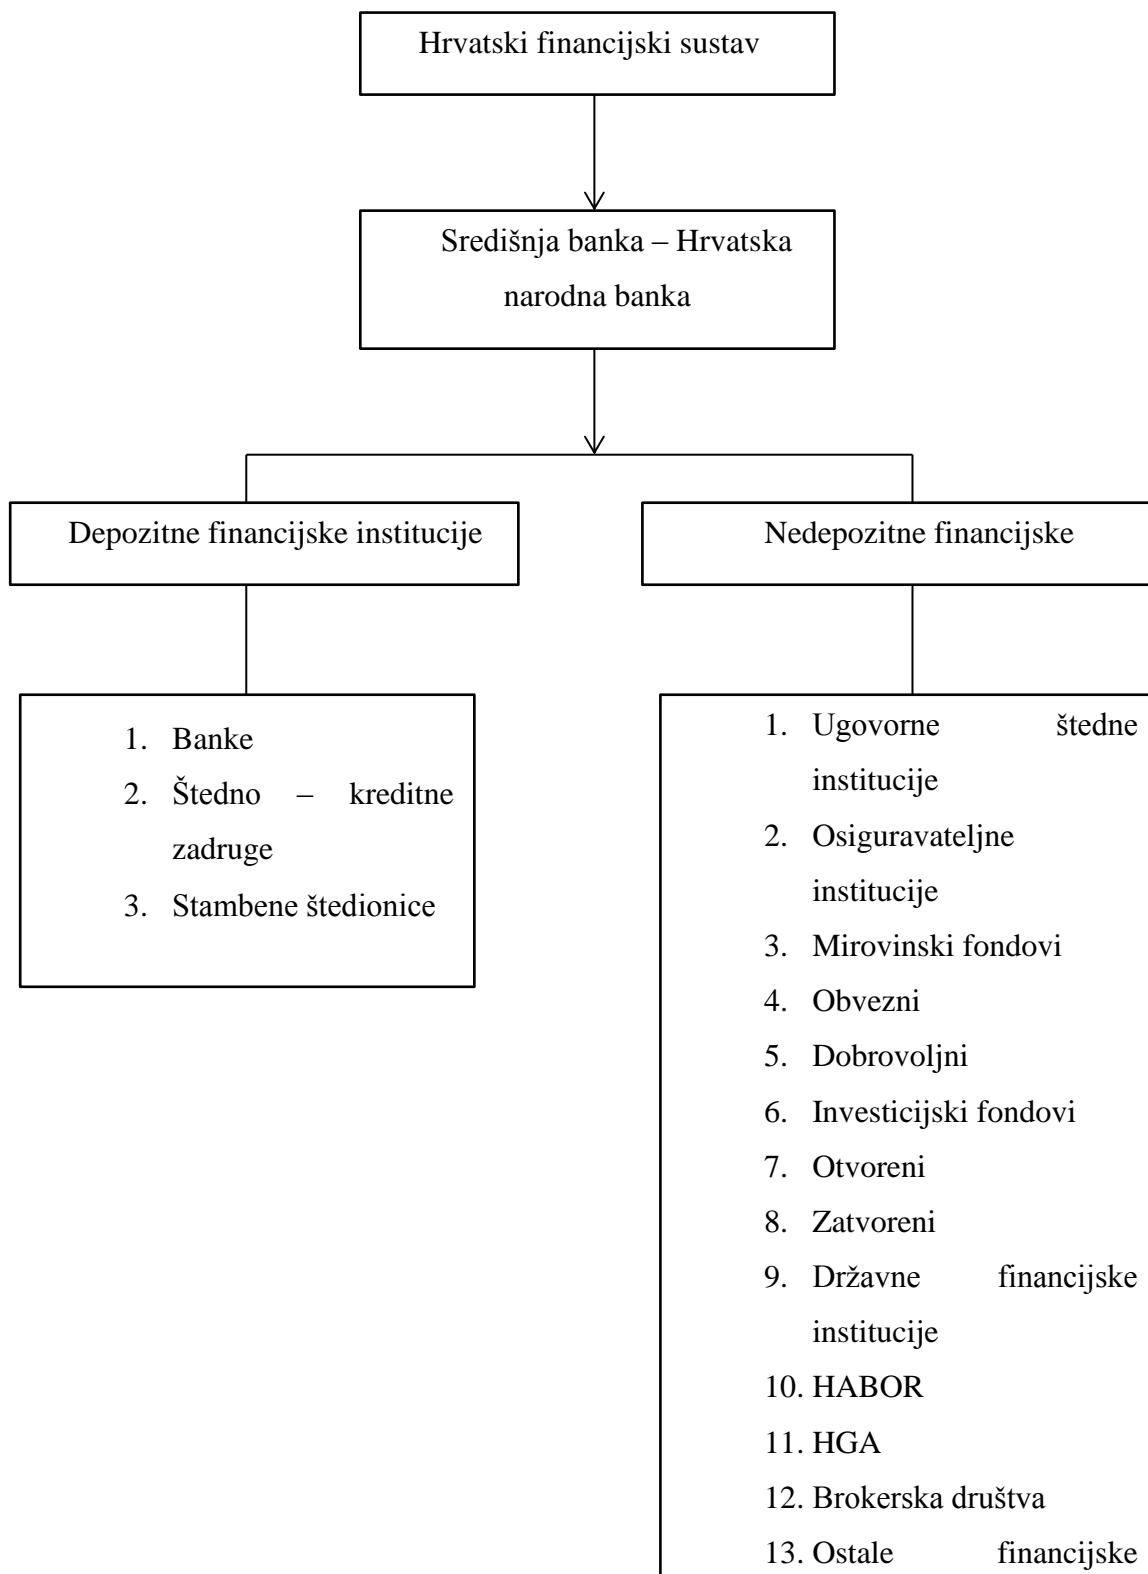 Hrvatski financijski sustav
Središnja banka – Hrvatska
narodna banka
Depozitne financijske institucije
Nedepozitne financijske
1. Banke
2. Štedno – kreditne
zadruge
3. Stambene štedionice
1. Ugovorne štedne
institucije
2. Osiguravateljne
institucije
3. Mirovinski fondovi
4. Obvezni
5. Dobrovoljni
6. Investicijski fondovi
7. Otvoreni
8. Zatvoreni
9. Državne financijske
institucije
10. HABOR
11. HGA
12. Brokerska društva
13. Ostale financijske